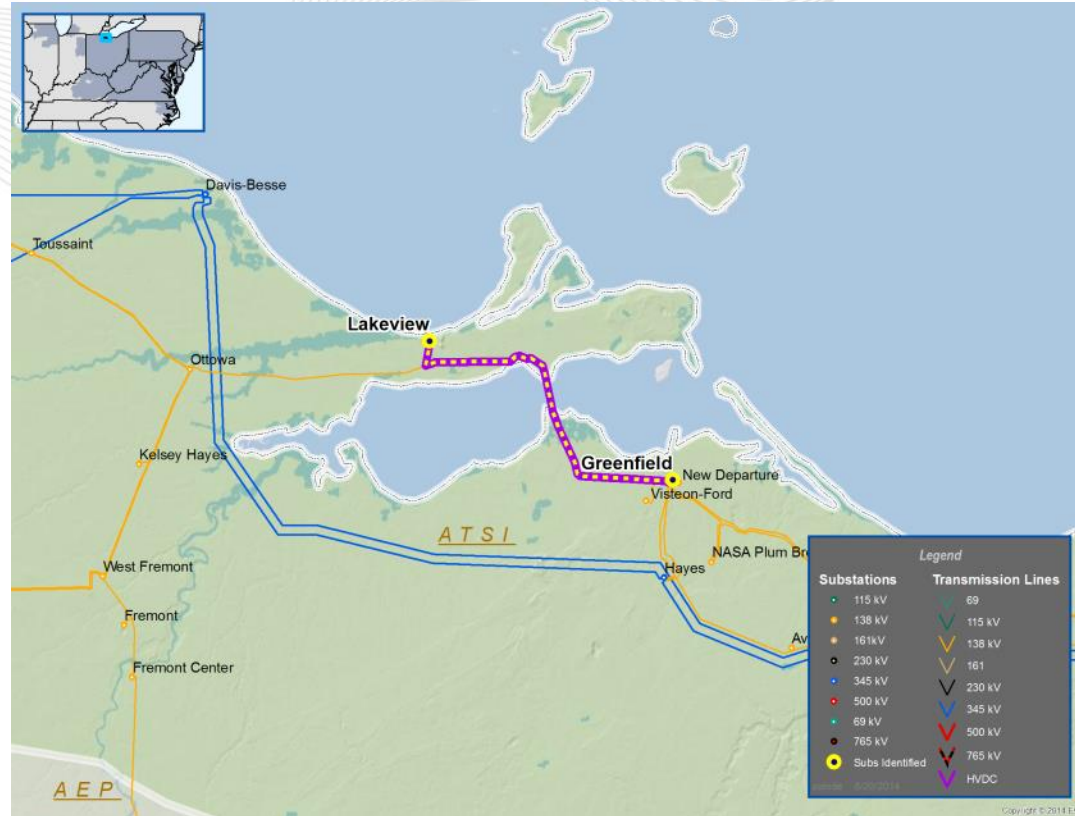 Davis-Besse
Toussaint
Lakeview
Ottowa
Kelsey Hayes
Greenfield
New Departure
Visteon-Ford
ATSI
NASA Plum Br
Hayes
West Fremont
Fremont
Av
Fremont Center
AEP
Legend
Substations
115 kV
138 kV
161kV
230 kV
345 kV
500 kV
69 kV
765 kV
Subs Identified
Transmission Lines
69
115 kV
138 kV
161
230 kV
345 kV
500 kV
765 kV
HVDC
Copyright © 2014 E